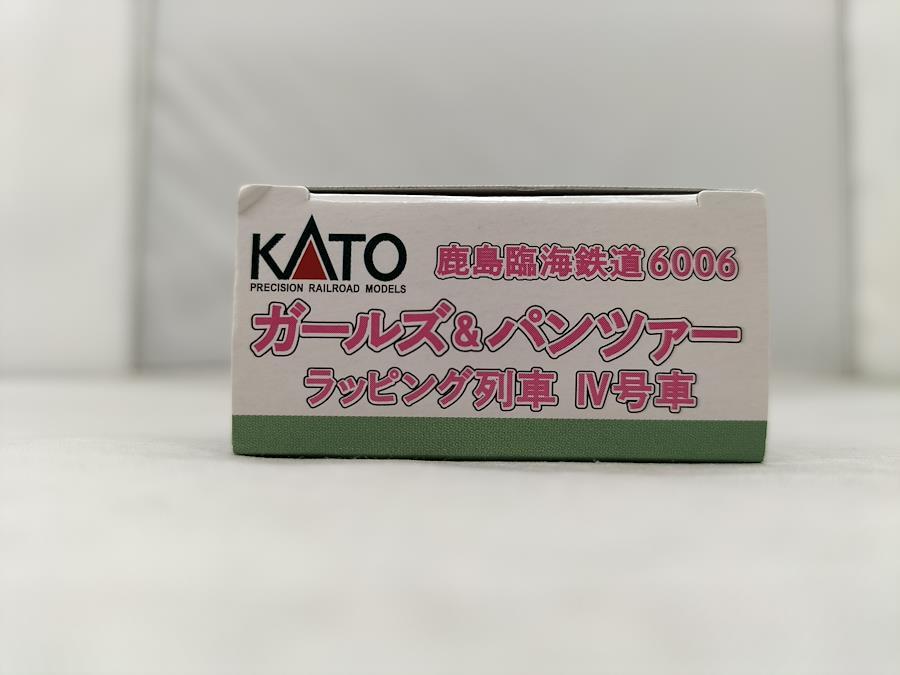 KATO
PRECISION RAILROAD MODELS
鹿島臨海鉄道6006
ガールズ&パンツァー
ラッピング列車 Ⅳ号車